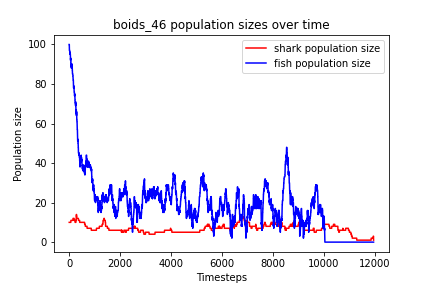 boids_46 population sizes over time
shark population size
fish population size
Population size
100
80
60
40
20
0
0 2000 4000 6000 8000 10000 12000
Timesteps